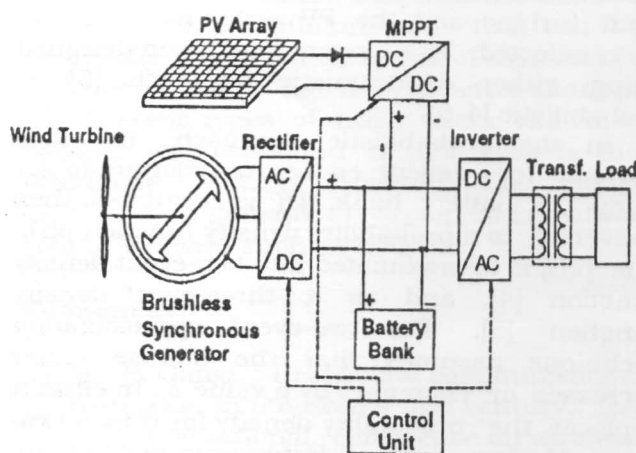 PV Array
MPPT
DC
DC
+
-
Wind Turbine
Rectifier
Inverter
Transf.
Load
AC
DC
+
-
DC
AC
Brushless
Synchronous
Generator
+
Battery
Bank
Control
Unit